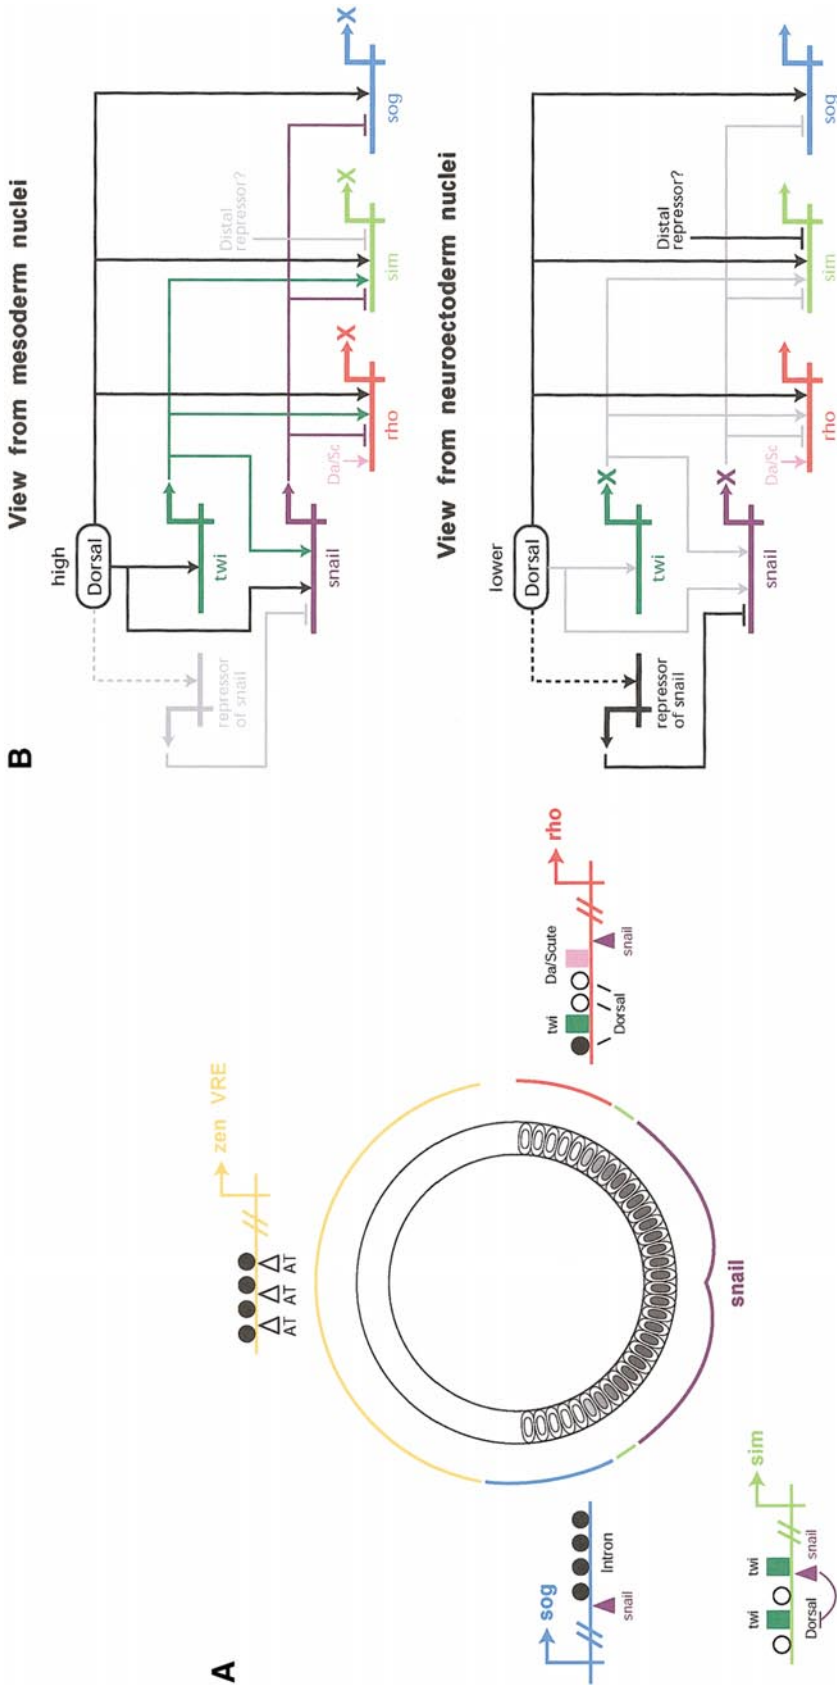 A
zen VRE
AT
AT
AT
sog
Intron
snail
twi
Da/Scute
rho
Dorsal
snail
snail
sim
twi
twi
Dorsal
snail
B
View from mesoderm nuclei
high
Dorsal
repressor
of snail
twi
snail
Da/Sc
rho
Distal
repressor?
sim
sog
X
X
X
View from neuroectoderm nuclei
lower
Dorsal
repressor
of snail
twi
X
snail
X
Da/Sc
rho
Distal
repressor?
sim
sog